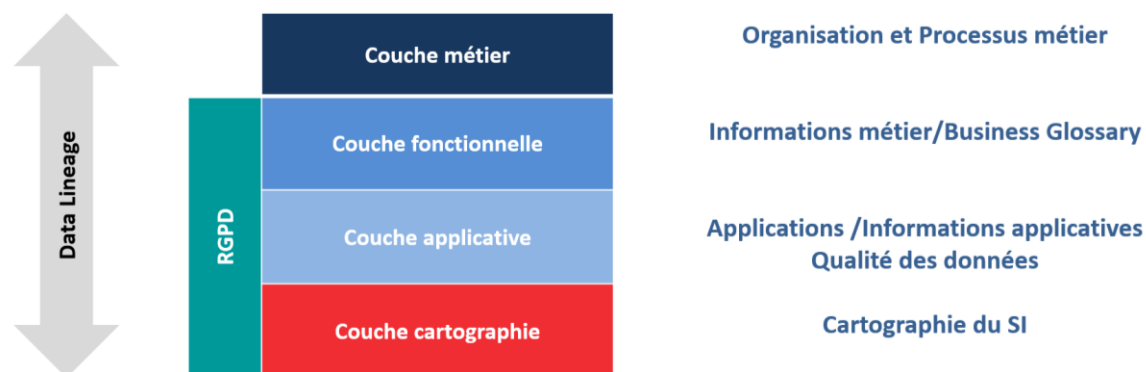 Data Lineage
RGPD
Couche métier
Organisation et Processus métier
Couche fonctionnelle
Informations métier/Business Glossary
Couche applicative
Applications /Informations applicatives
Qualité des données
Couche cartographie
Cartographie du SI